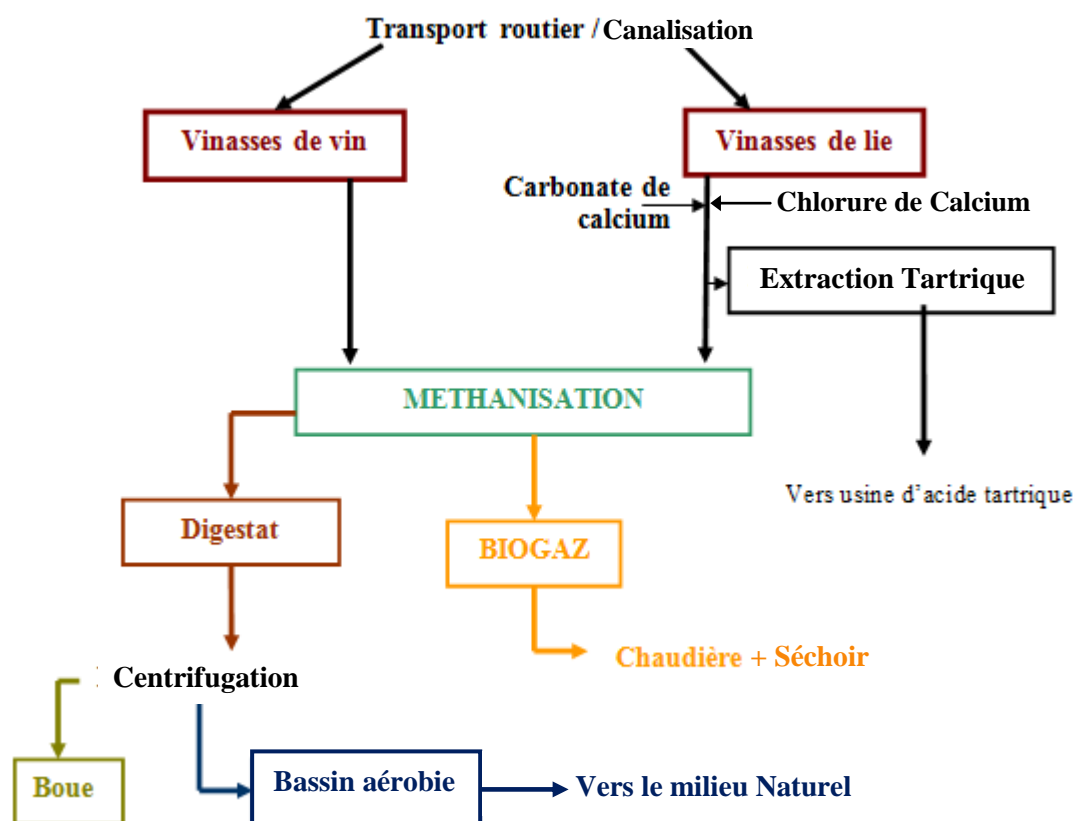 Transport routier / Canalisation
Vinasses de vin
Vinasses de lie
Carbonate de
calcium
Chlorure de Calcium
Extraction Tartrique
METHANISATION
Vers usine d'acide tartrique
Digestat
BIOGAZ
Chaudière + Séchoir
Centrifugation
Boue
Bassin aérobie
Vers le milieu Naturel